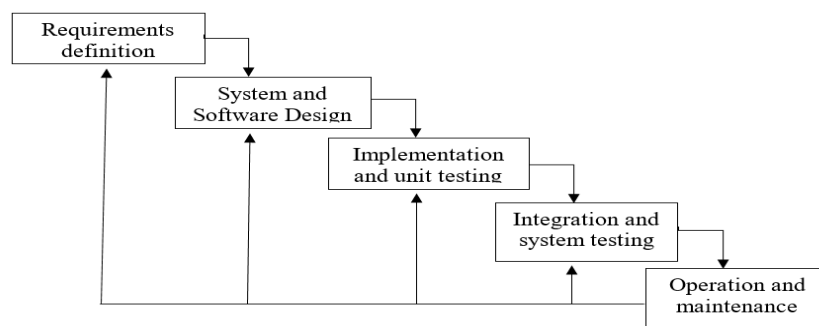 Requirements
definition
System and
Software Design
Implementation
and unit testing
Integration and
system testing
Operation and
maintenance